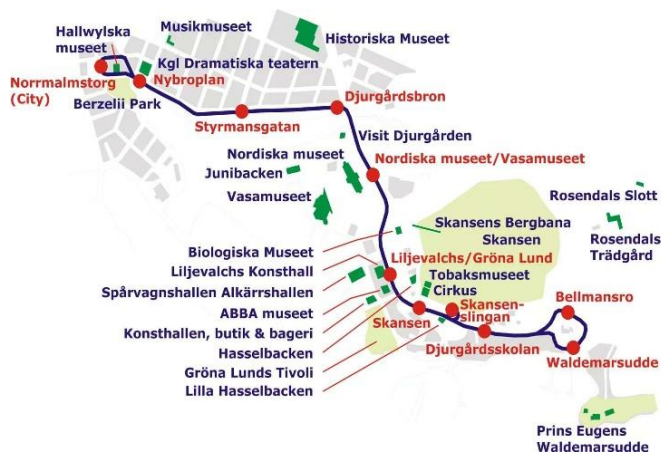 Hallwylska
museet
Musikmuseet
Historiska Museet
Kgl Dramatiska teatern
Norrmalmstorg
(City)
Nybroplan
Berzelii Park
Styrmansgatan
Djurgårdsbron
Visit Djurgården
Nordiska museet
Junibacken
Nordiska museet/Vasamuseet
Vasamuseet
Rosendals Slott
Skansens Bergbana
Skansen
Rosendals
Trädgård
Biologiska Museet
Liljevalchs/Gröna Lund
Liljevalchs Konsthall
Tobaksmuseet
Cirkus
Spårvagnshallen Alkärrshallen
Skansen-
slingan
Bellmansro
ABBA museet
Skansen
Konsthallen, butik & bageri
Djurgårdsskolan
Hasselbacken
Waldemarsudde
Gröna Lunds Tivoli
Lilla Hasselbacken
Prins Eugens
Waldemarsudde